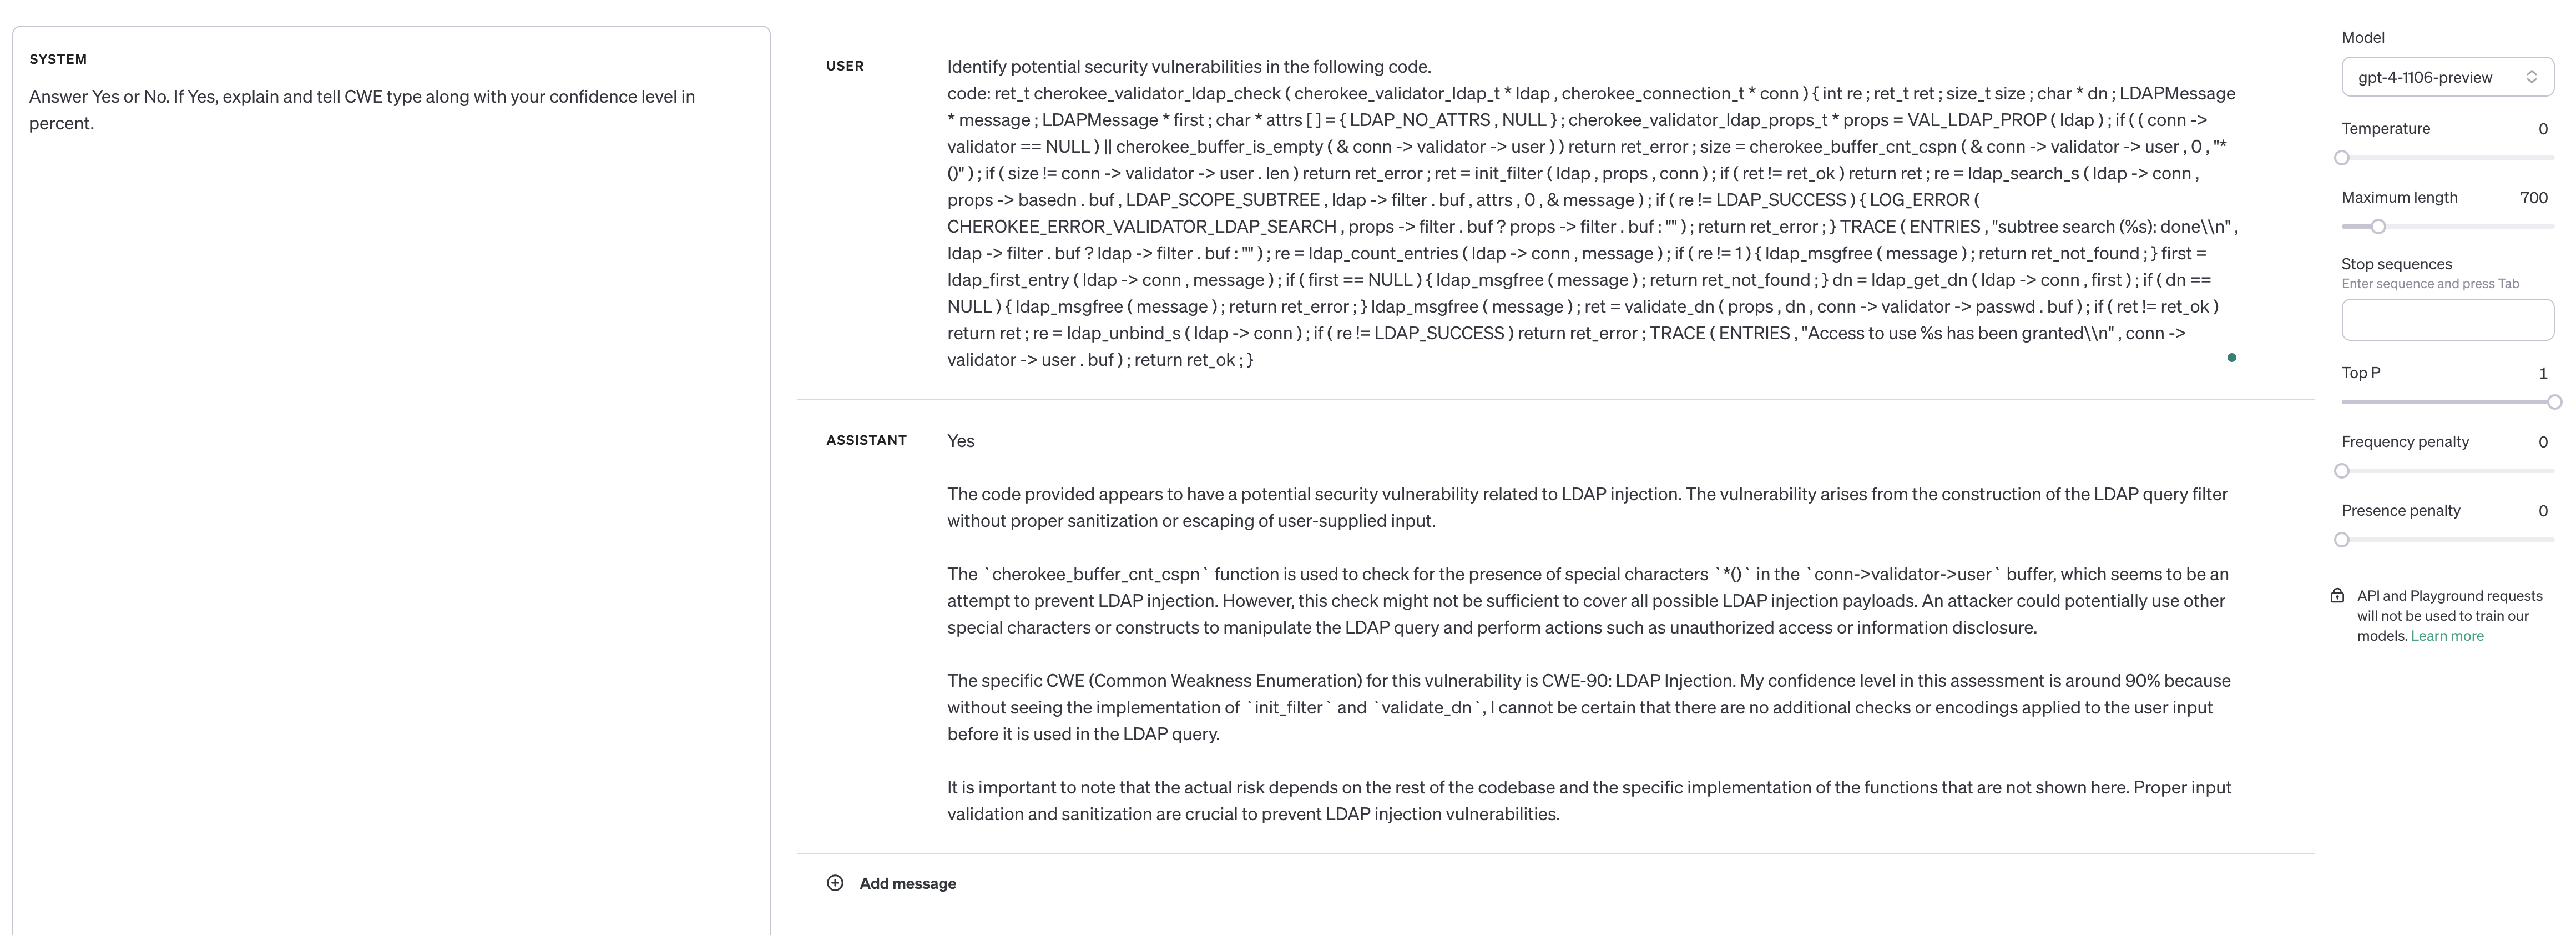 SYSTEM
Answer Yes or No. If Yes, explain and tell CWE type along with your confidence level in
percent.
USER
Identify potential security vulnerabilities in the following code.
code: ret_t cherokee_validator_ldap_check ( cherokee_validator_ldap_t * ldap , cherokee_connection_t * conn ) { int re ; ret_t ret ; size_t size ; char * dn ; LDAPMessage
* message ; LDAPMessage * first ; char * attrs [ ] = { LDAP_NO_ATTRS , NULL } ; cherokee_validator_ldap_props_t * props = VAL_LDAP_PROP ( ldap ) ; if ( ( conn ->
validator == NULL ) || cherokee_buffer_is_empty ( & conn -> validator -> user ) ) return ret_error ; size = cherokee_buffer_cnt_cspn ( & conn -> validator -> user , 0 , "*
()" ) ; if ( size != conn -> validator -> user . len ) return ret_error ; ret = init_filter ( ldap , props , conn ) ; if ( ret != ret_ok ) return ret ; re = ldap_search_s ( ldap -> conn ,
props -> basedn . buf , LDAP_SCOPE_SUBTREE , ldap -> filter . buf , attrs , 0 , & message ) ; if ( re != LDAP_SUCCESS ) { LOG_ERROR (
CHEROKEE_ERROR_VALIDATOR_LDAP_SEARCH , props -> filter . buf ? props -> filter . buf : "" ) ; return ret_error ; } TRACE ( ENTRIES , "subtree search (%s): done\\n" ,
ldap -> filter . buf ? ldap -> filter . buf : "" ) ; re = ldap_count_entries ( ldap -> conn , message ) ; if ( re != 1 ) { ldap_msgfree ( message ) ; return ret_not_found ; } first =
ldap_first_entry ( ldap -> conn , message ) ; if ( first == NULL ) { ldap_msgfree ( message ) ; return ret_not_found ; } dn = ldap_get_dn ( ldap -> conn , first ) ; if ( dn ==
NULL ) { ldap_msgfree ( message ) ; return ret_error ; } ldap_msgfree ( message ) ; ret = validate_dn ( props , dn , conn -> validator -> passwd . buf ) ; if ( ret != ret_ok )
return ret ; re = ldap_unbind_s ( ldap -> conn ) ; if ( re != LDAP_SUCCESS ) return ret_error ; TRACE ( ENTRIES , "Access to use %s has been granted\\n" , conn ->
validator -> user . buf ) ; return ret_ok ; }
ASSISTANT
Yes
The code provided appears to have a potential security vulnerability related to LDAP injection. The vulnerability arises from the construction of the LDAP query filter
without proper sanitization or escaping of user-supplied input.
The `cherokee_buffer_cnt_cspn` function is used to check for the presence of special characters `*()` in the `conn->validator->user` buffer, which seems to be an
attempt to prevent LDAP injection. However, this check might not be sufficient to cover all possible LDAP injection payloads. An attacker could potentially use other
special characters or constructs to manipulate the LDAP query and perform actions such as unauthorized access or information disclosure.
The specific CWE (Common Weakness Enumeration) for this vulnerability is CWE-90: LDAP Injection. My confidence level in this assessment is around 90% because
without seeing the implementation of `init_filter` and `validate_dn`, I cannot be certain that there are no additional checks or encodings applied to the user input
before it is used in the LDAP query.
It is important to note that the actual risk depends on the rest of the codebase and the specific implementation of the functions that are not shown here. Proper input
validation and sanitization are crucial to prevent LDAP injection vulnerabilities.
Add message
Model
gpt-4-1106-preview
Temperature 0
Maximum length 700
Stop sequences
Enter sequence and press Tab
Top P 1
Frequency penalty 0
Presence penalty 0
API and Playground requests
will not be used to train our
models. Learn more